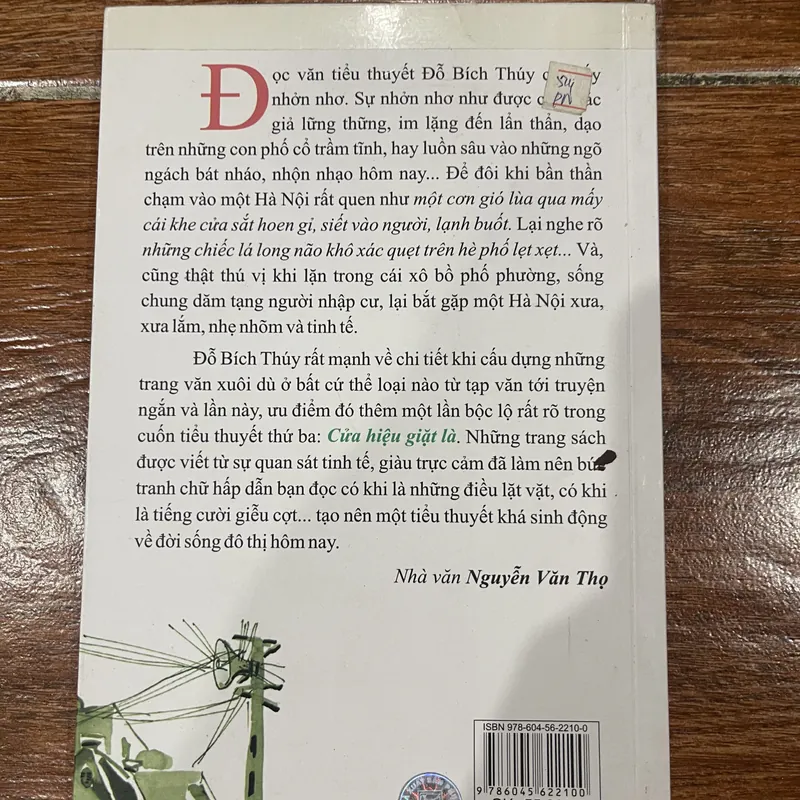 Đọc văn tiểu thuyết Đỗ Bích Thúy
nhởn nhơ. Sự nhởn nhơ như được
giả lững thững, im lặng đến lẩn thẩn, dạo
trên những con phố cổ trầm tĩnh, hay luồn sâu vào những ngõ
ngách bát nháo, nhộn nhạo hôm nay... Để đôi khi bần thần
chạm vào một Hà Nội rất quen như một cơn gió lùa qua mấy
cái khe cửa sắt hoen gỉ, siết vào người, lạnh buốt. Lại nghe rõ
những chiếc lá long não khô xác quẹt trên hè phố lẹt xẹt... Và,
cũng thật thú vị khi lặn trong cái xô bồ phố phường, sống
chung dăm tạng người nhập cư, lại bắt gặp một Hà Nội xưa,
xưa lắm, nhẹ nhõm và tinh tế.
Đỗ Bích Thúy rất mạnh về chi tiết khi cấu dựng những
trang văn xuôi dù ở bất cứ thể loại nào từ tạp văn tới truyện
ngắn và lần này, ưu điểm đó thêm một lần bộc lộ rất rõ trong
cuốn tiểu thuyết thứ ba: Cửa hiệu giặt là. Những trang sách
được viết từ sự quan sát tinh tế, giàu trực cảm đã làm nên bức
tranh chữ hấp dẫn bạn đọc có khi là những điều lặt vặt, có khi
là tiếng cười giễu cợt... tạo nên một tiểu thuyết khá sinh động
về đời sống đô thị hôm nay.
Nhà văn Nguyễn Văn Thọ
ISBN 978-604-56-2210-0
9 786045 622100